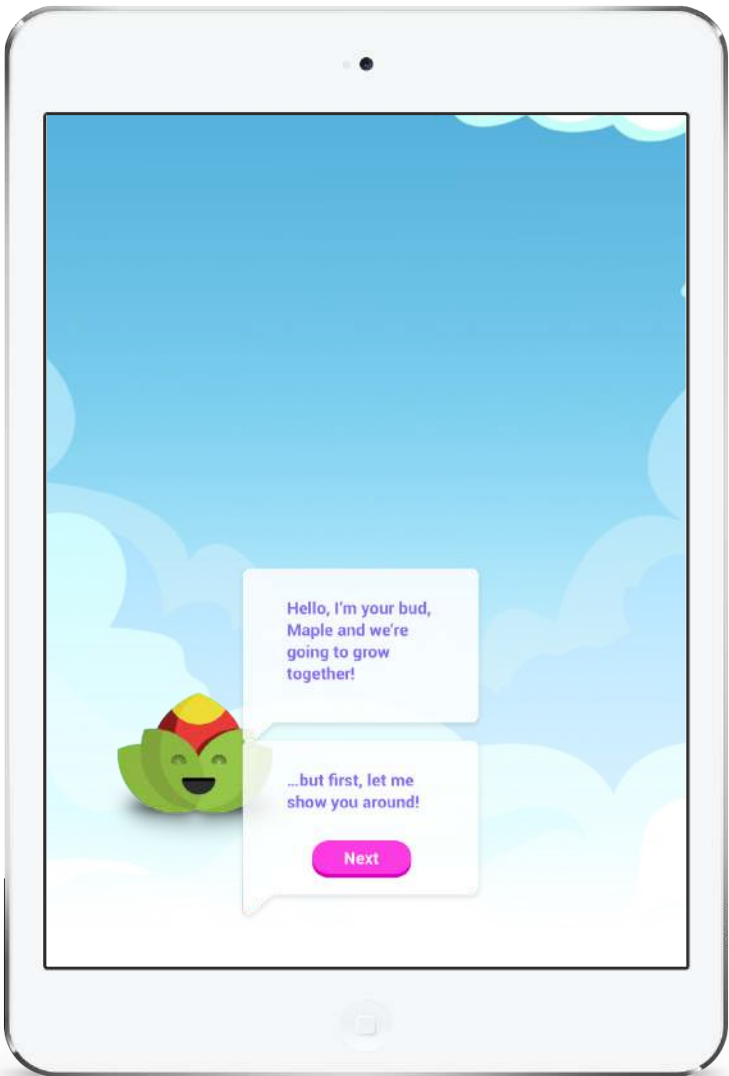 Hello, I'm your bud,
Maple and we're
going to grow
together!
...but first, let me
show you around!
Next